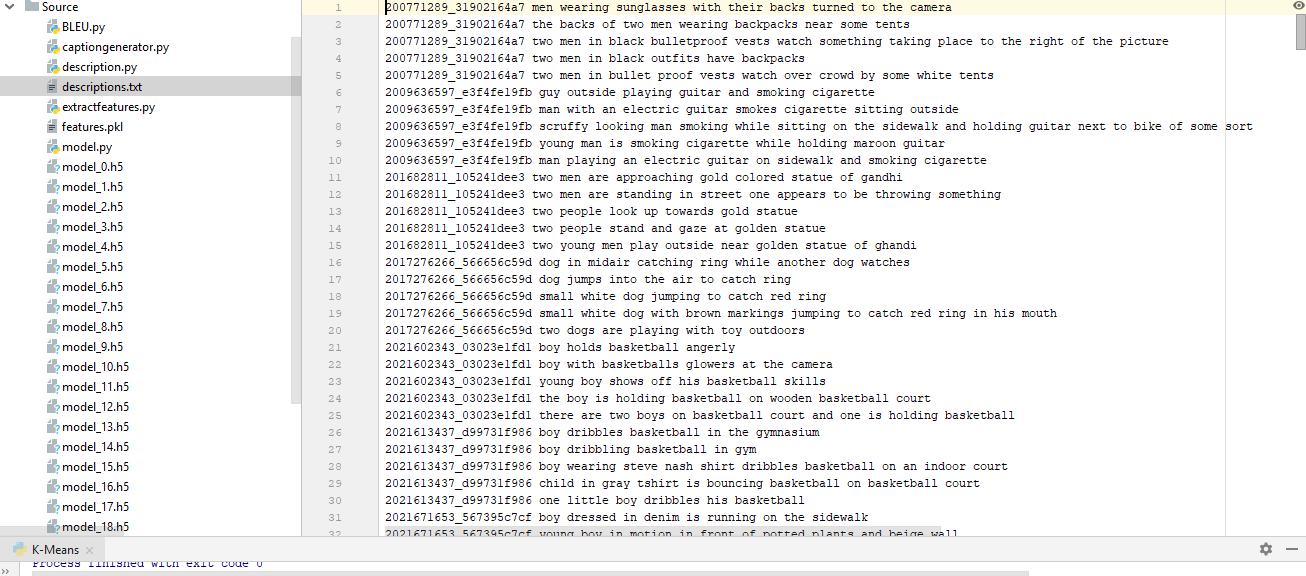 Source
BLEU.py
captiongenerator.py
description.py
descriptions.txt
extractfeatures.py
features.pkl
model.py
model_0.h5
model_1.h5
model_2.h5
model_3.h5
model_4.h5
model_5.h5
model_6.h5
model_7.h5
model_8.h5
model_9.h5
model_10.h5
model_11.h5
model_12.h5
model_13.h5
model_14.h5
model_15.h5
model_16.h5
model_17.h5
model_18.h5
1 200771289_31902164a7 men wearing sunglasses with their backs turned to the camera
2 200771289_31902164a7 the backs of two men wearing backpacks near some tents
3 200771289_31902164a7 two men in black bulletproof vests watch something taking place to the right of the picture
4 200771289_31902164a7 two men in black outfits have backpacks
5 200771289_31902164a7 two men in bullet proof vests watch over crowd by some white tents
6 2009636597_e3f4fe19fb guy outside playing guitar and smoking cigarette
7 2009636597_e3f4fe19fb man with an electric guitar smokes cigarette sitting outside
8 2009636597_e3f4fe19fb scruffy looking man smoking while sitting on the sidewalk and holding guitar next to bike of some sort
9 2009636597_e3f4fe19fb young man is smoking cigarette while holding maroon guitar
10 2009636597_e3f4fe19fb man playing an electric guitar on sidewalk and smoking cigarette
11 201682811_105241dee3 two men are approaching gold colored statue of gandhi
12 201682811_105241dee3 two men are standing in street one appears to be throwing something
13 201682811_105241dee3 two people look up towards gold statue
14 201682811_105241dee3 two people stand and gaze at golden statue
15 201682811_105241dee3 two young men play outside near golden statue of ghandi
16 2017276266_566656c59d dog in midair catching ring while another dog watches
17 2017276266_566656c59d dog jumps into the air to catch ring
18 2017276266_566656c59d small white dog jumping to catch red ring
19 2017276266_566656c59d small white dog with brown markings jumping to catch red ring in his mouth
20 2017276266_566656c59d two dogs are playing with toy outdoors
21 2021602343_03023e1fd1 boy holds basketball angerly
22 2021602343_03023e1fd1 boy with basketballs glowers at the camera
23 2021602343_03023e1fd1 young boy shows off his basketball skills
24 2021602343_03023e1fd1 the boy is holding basketball on wooden basketball court
25 2021602343_03023e1fd1 there are two boys on basketball court and one is holding basketball
26 2021613437_d99731f986 boy dribbles basketball in the gymnasium
27 2021613437_d99731f986 boy dribbling basketball in gym
28 2021613437_d99731f986 boy wearing steve nash shirt dribbles basketball on an indoor court
29 2021613437_d99731f986 child in gray tshirt is bouncing basketball on basketball court
30 2021613437_d99731f986 one little boy dribbles his basketball
31 2021671653_567395c7cf boy dressed in denim is running on the sidewalk
32 2021671653_567395c7cf young boy in motion in front of potted plants and beige wall
K-Means
Process finished with exit code 0